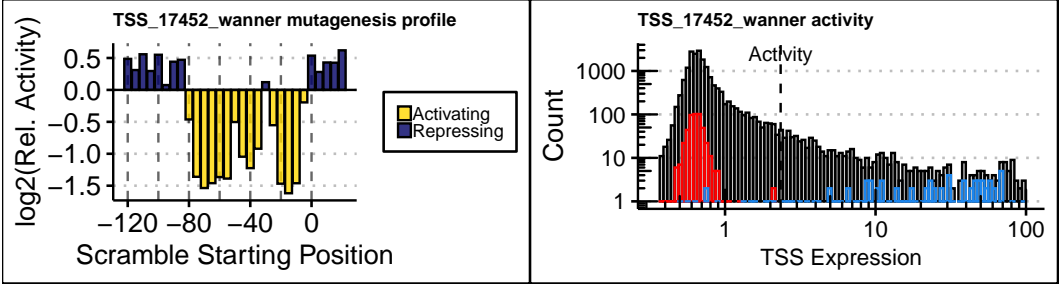 TSS_17452_wanner mutagenesis profile
log2(Rel. Activity)
0.5
0.0
−0.5
−1.0
−1.5
−120
−80
−40
0
Scramble Starting Position
Activating
Repressing
TSS_17452_wanner activity
Activity
Count
1000
100
10
1
1
10
100
TSS Expression